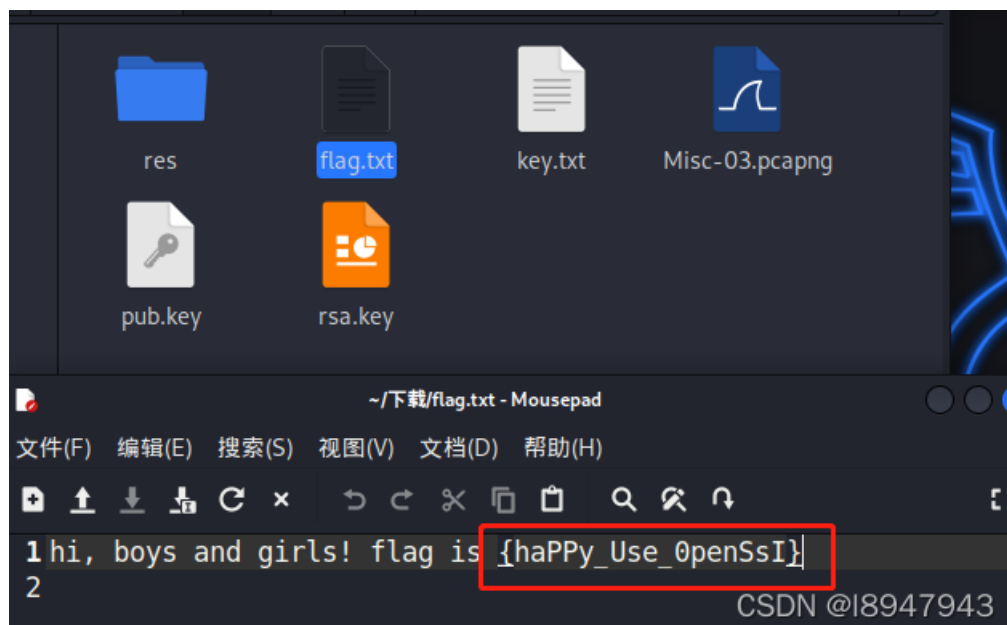 res
flag.txt
key.txt
Misc-03.pcapng
pub.key
rsa.key
~/下载/flag.txt - Mousepad
文件(F) 编辑(E) 搜索(S) 视图(V) 文档(D) 帮助(H)
1 hi, boys and girls! flag is {haPPy_Use_0penSsI}
2
CSDN @l8947943